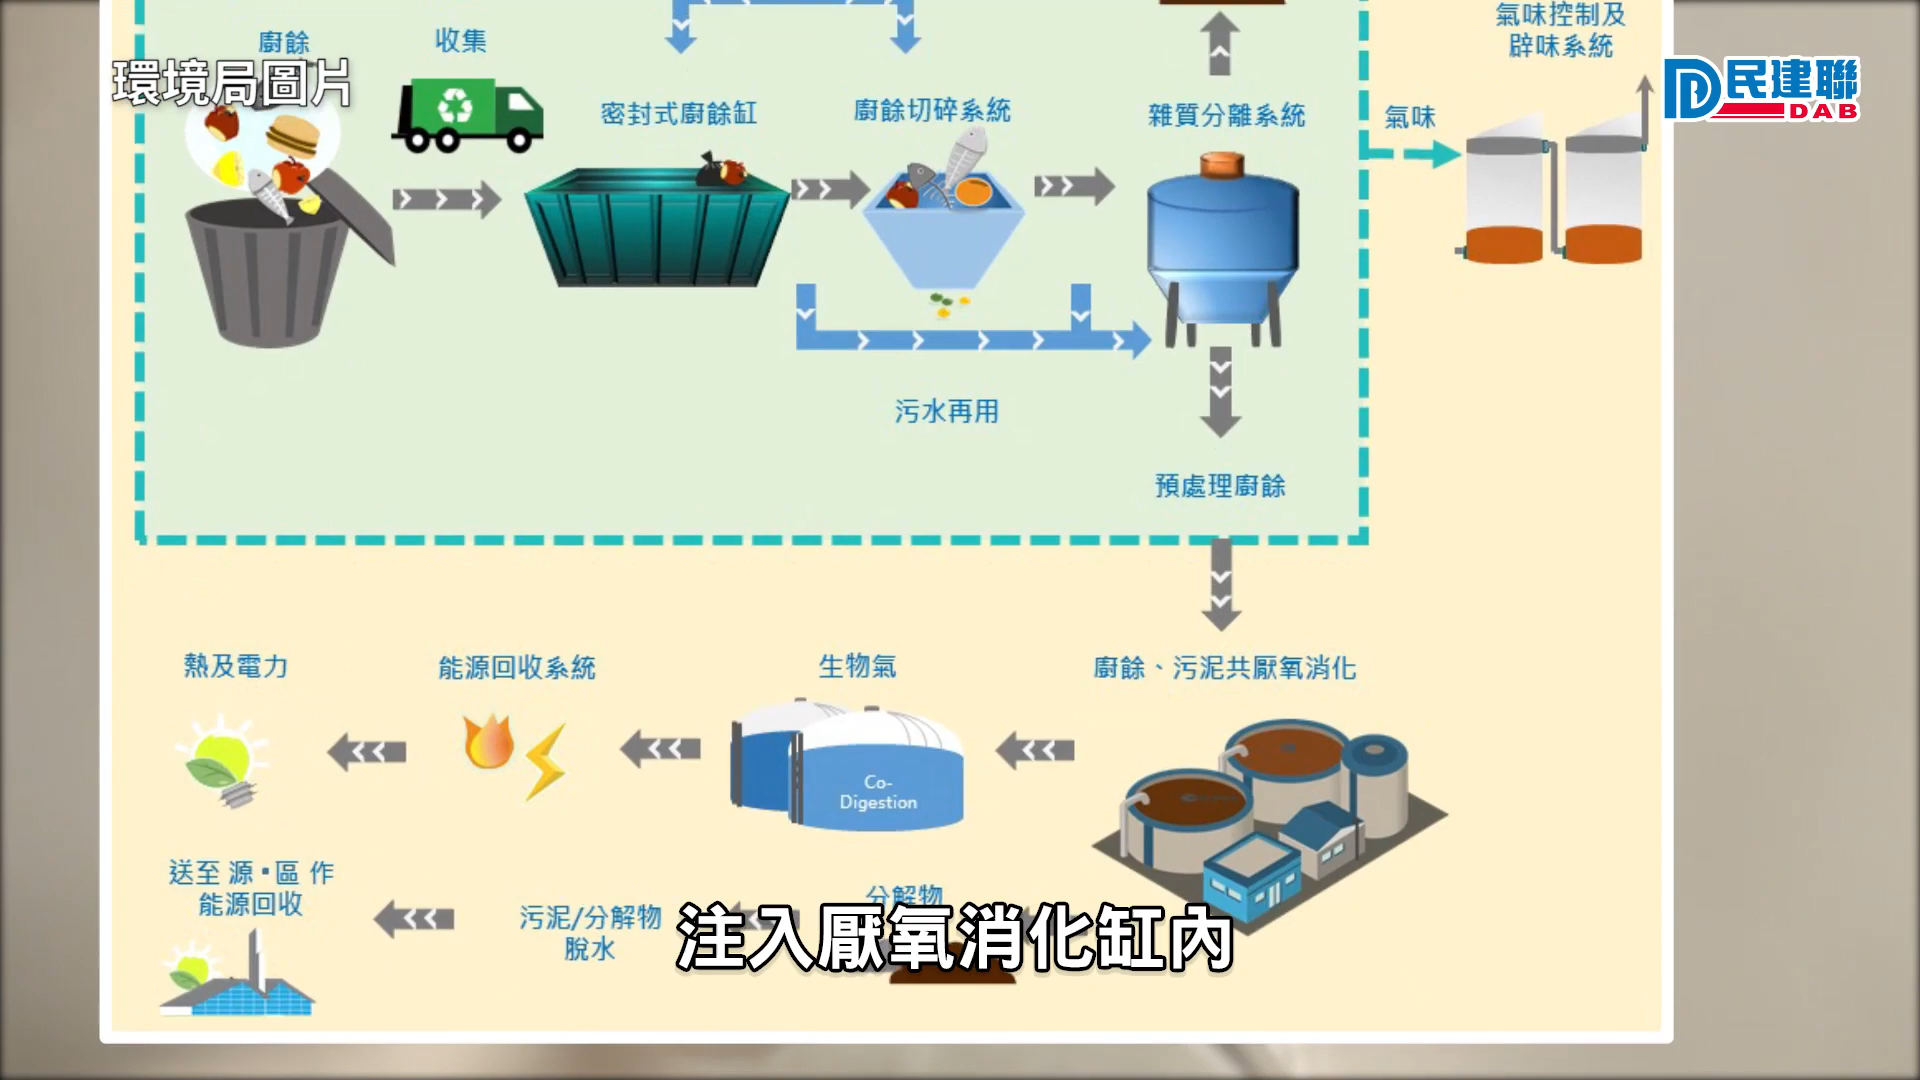 廚餘
收集
環境局圖片
密封式廚餘缸
廚餘切碎系統
雜質分離系統
氣味
氣味控制及
辟味系統
民建聯
DAB
污水再用
預處理廚餘
熱及電力
能源回收系統
生物氣
廚餘、污泥共厭氧消化
Co-
Digestion
送至 源▪區 作
能源回收
污泥/分解物
脫水
分解物
注入厭氧消化缸內